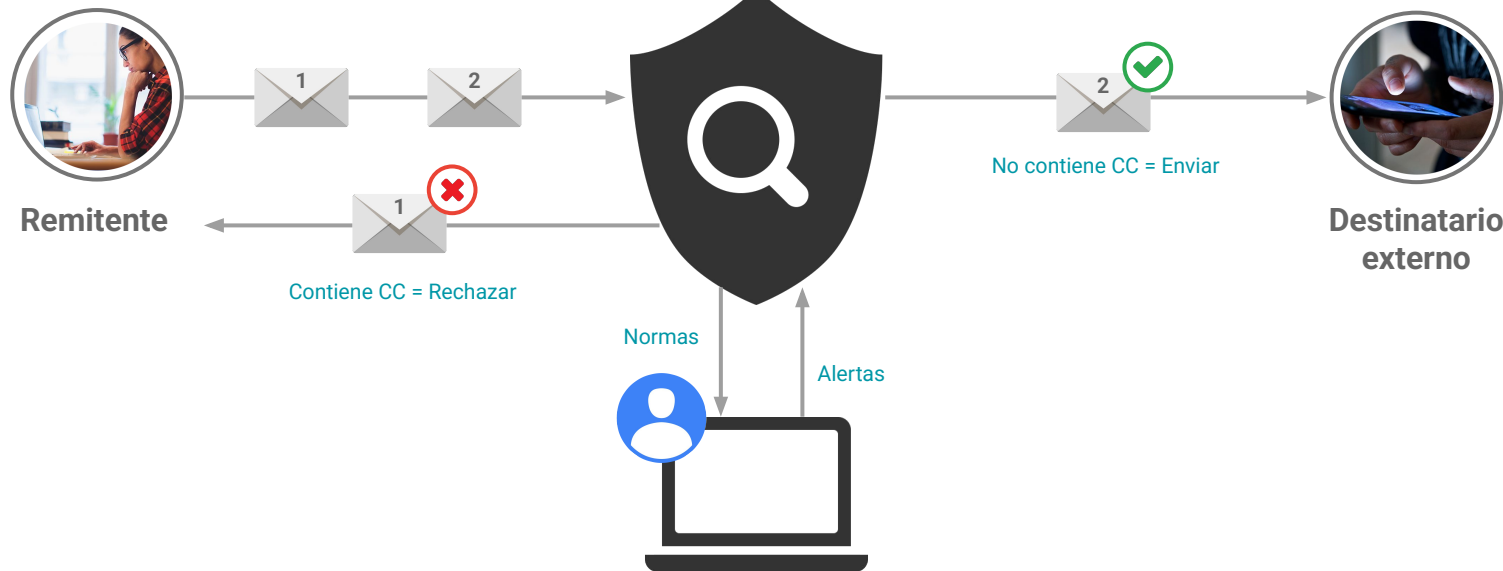 1
2
2
No contiene CC = Enviar
1
Remitente
Destinatario
externo
Contiene CC = Rechazar
Normas
Alertas